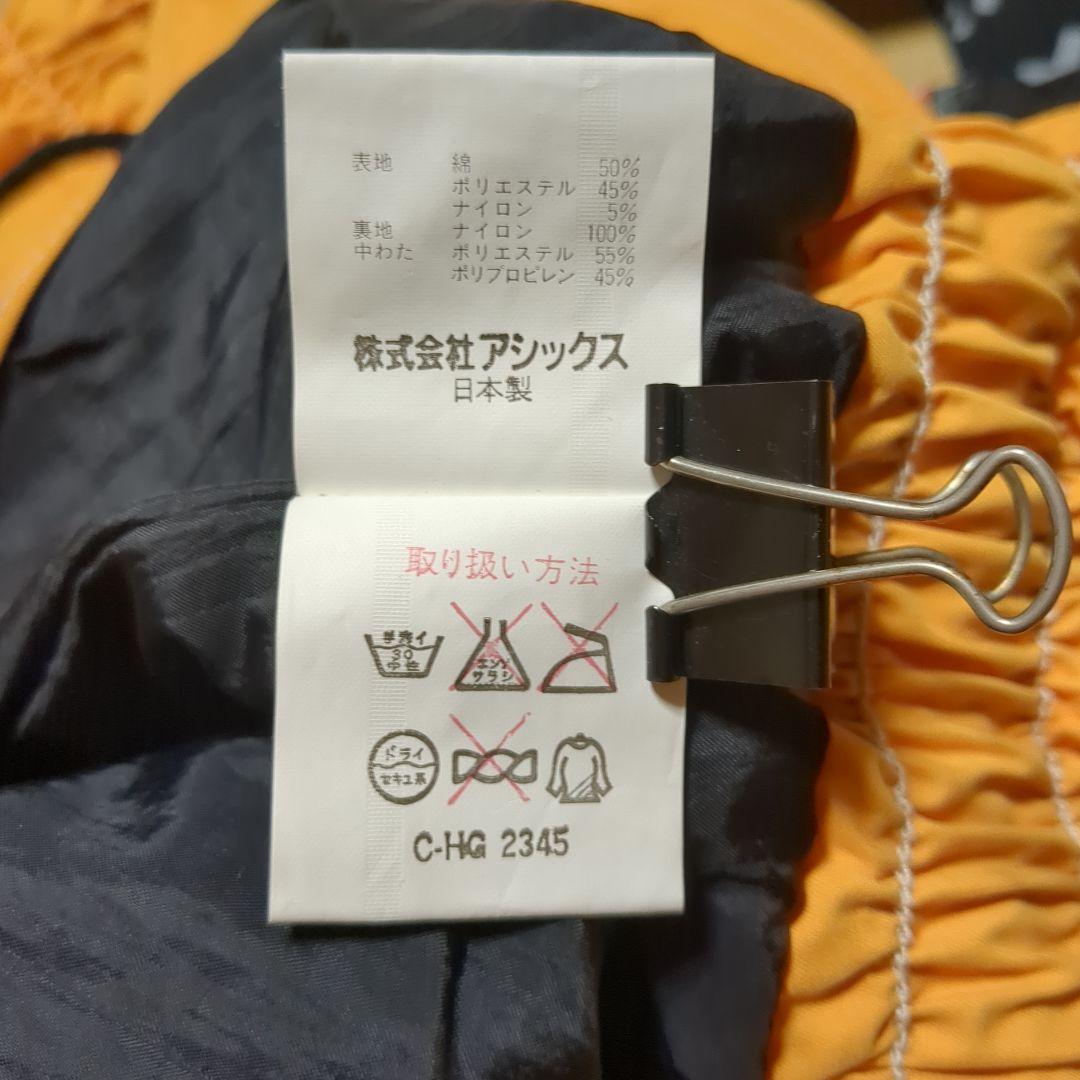 表地 綿 50%
ポリエステル 45%
ナイロン 5%
裏地 ナイロン 100%
中わた ポリエステル 55%
ポリプロピレン 45%
株式会社アシックス
日本製
取り扱い方法
手洗イ
30
中性
エンソ
サラシ
ドライ
セキユ系
C-HG 2345